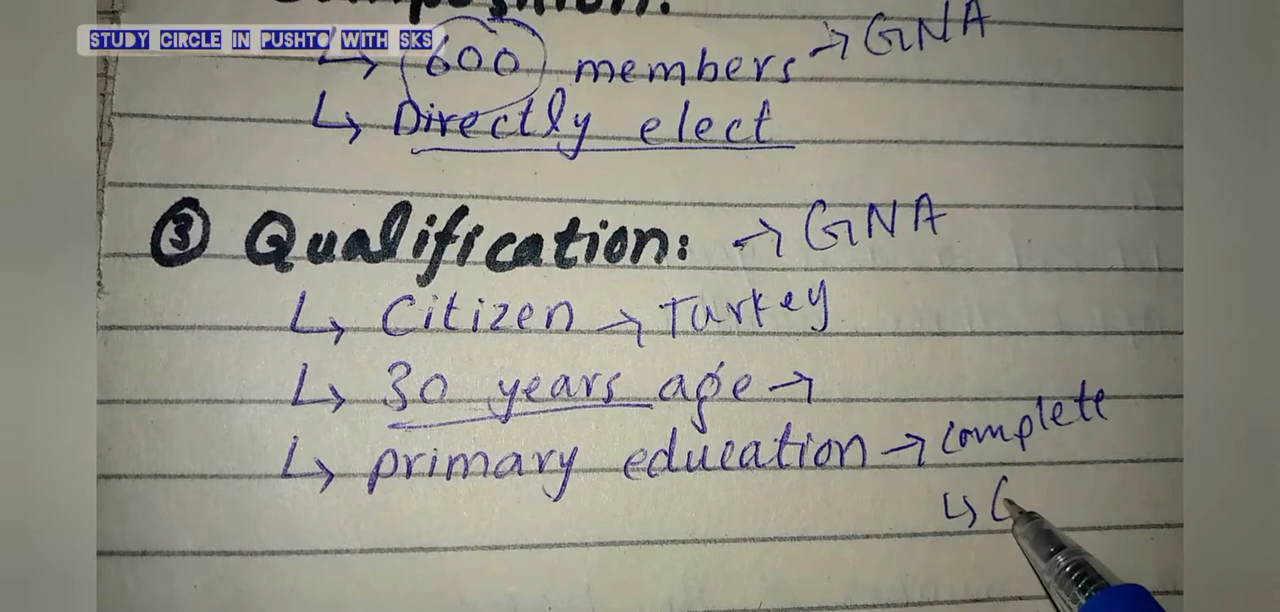 STUDY CIRCLE IN PUSHTO WITH SKS
↳ 600 members → GNA
↳ Directly elect
③ Qualification: → GNA
↳ Citizen → Turkey
↳ 30 years age →
↳ primary education → complete
↳